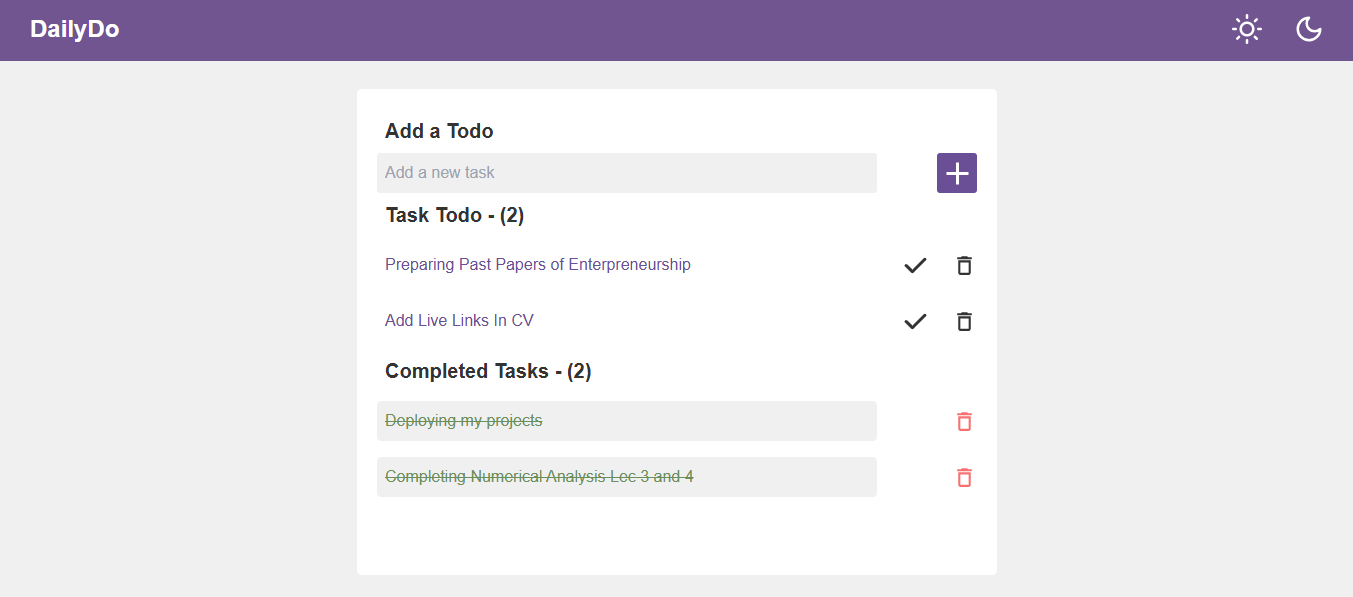 DailyDo
Add a Todo
Add a new task
Task Todo - (2)
Preparing Past Papers of Enterpreneurship
Add Live Links In CV
Completed Tasks - (2)
Deploying my projects
Completing Numerical Analysis Lec 3 and 4